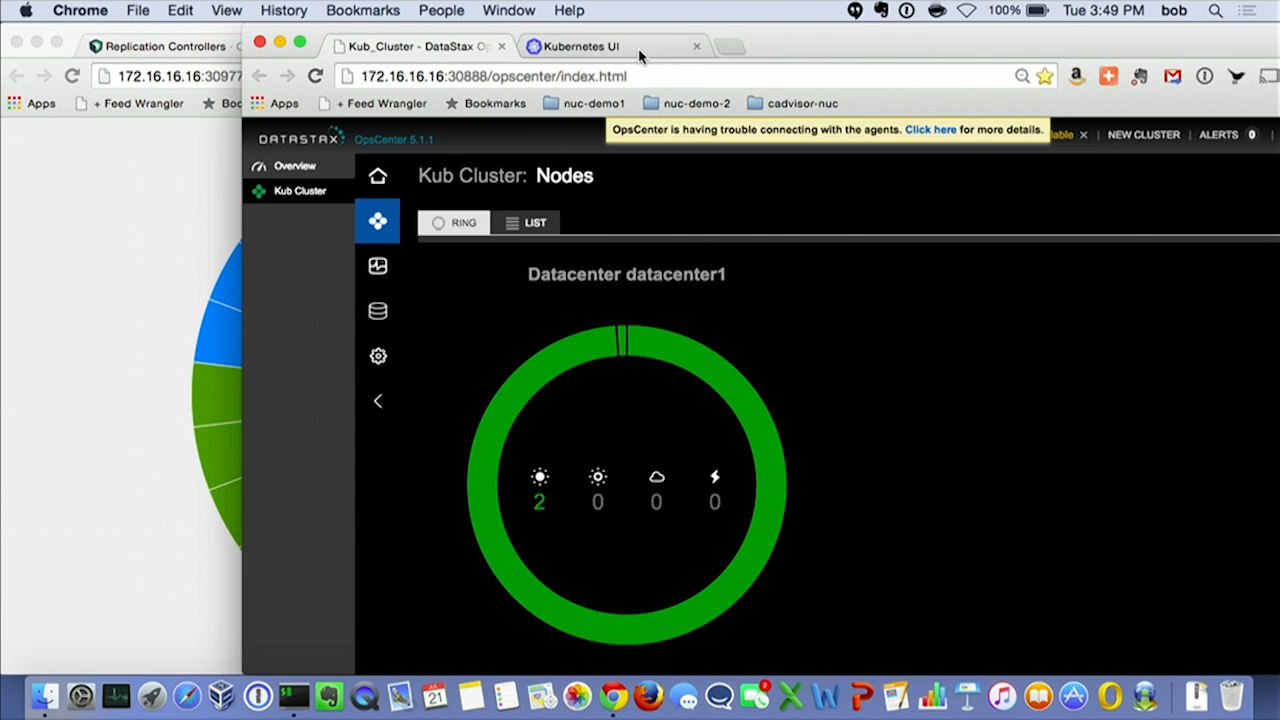 Chrome File Edit View History Bookmarks People Window Help 100% Tue 3:49 PM bob
Replication Controllers
Kub_Cluster - DataStax Op
Kubernetes UI
172.16.16.16:30977
172.16.16.16:30888/opscenter/index.html
Apps + Feed Wrangler Boo
Apps + Feed Wrangler Bookmarks nuc-demo1 nuc-demo-2 cadvisor-nuc
DATASTAX OpsCenter 5.1.1
OpsCenter is having trouble connecting with the agents. Click here for more details.
NEW CLUSTER ALERTS 0
Overview
Kub Cluster
Kub Cluster: Nodes
RING LIST
Datacenter datacenter1
2 0 0 0
21